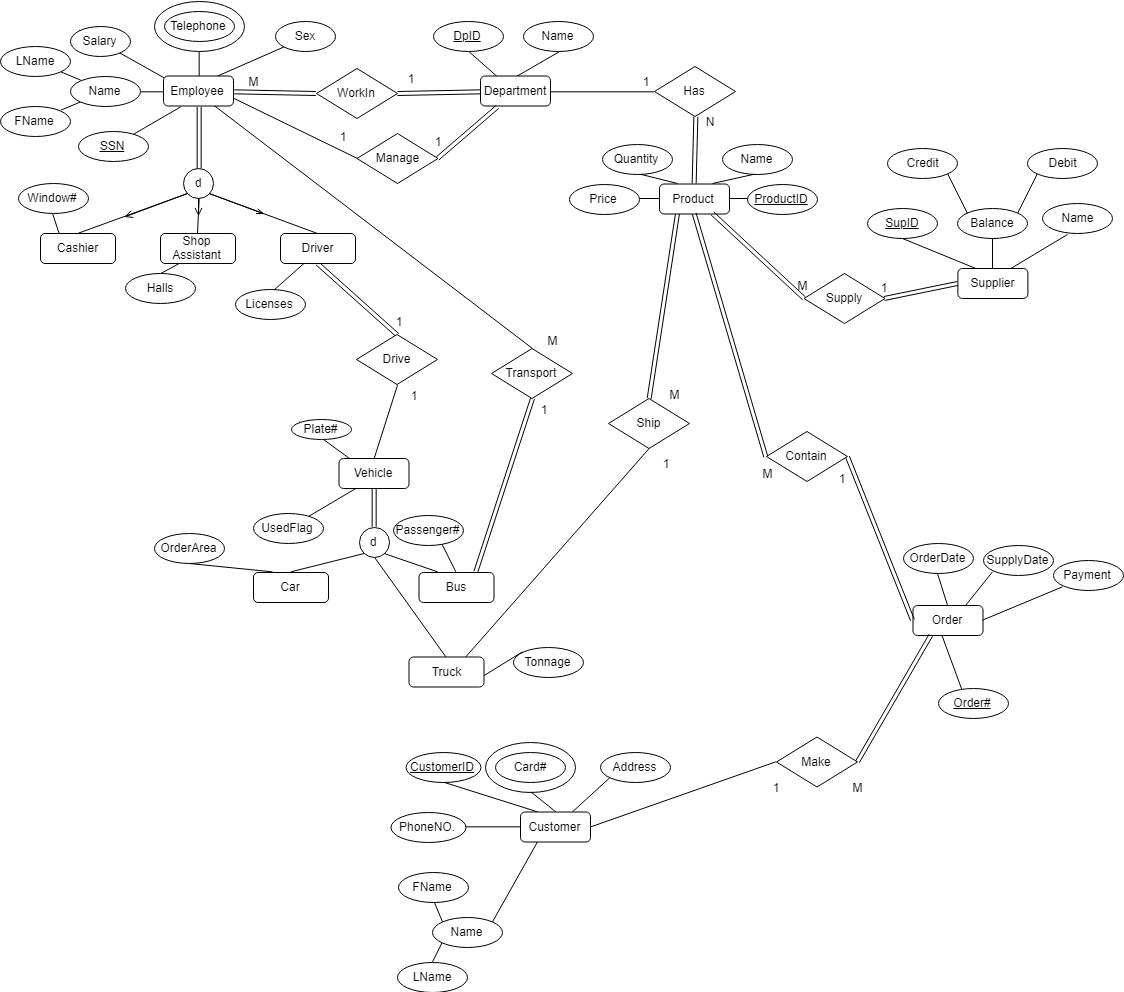 Telephone
Salary
Sex
DpID
Name
LName
Name
Employee
M
WorkIn
1
Department
1
Has
N
FName
SSN
1
Manage
1
d
Window#
Cashier
Shop
Assistant
Driver
Halls
Licenses
Quantity
Name
Price
Product
ProductID
Credit
Debit
SupID
Balance
Name
M
Supply
1
Supplier
1
Drive
1
M
Transport
1
M
Ship
1
Contain
M
1
Plate#
Vehicle
UsedFlag
Passenger#
d
OrderArea
Car
Bus
Truck
Tonnage
OrderDate
SupplyDate
Payment
Order
Order#
Make
1
M
CustomerID
Card#
Address
PhoneNO.
Customer
FName
Name
LName